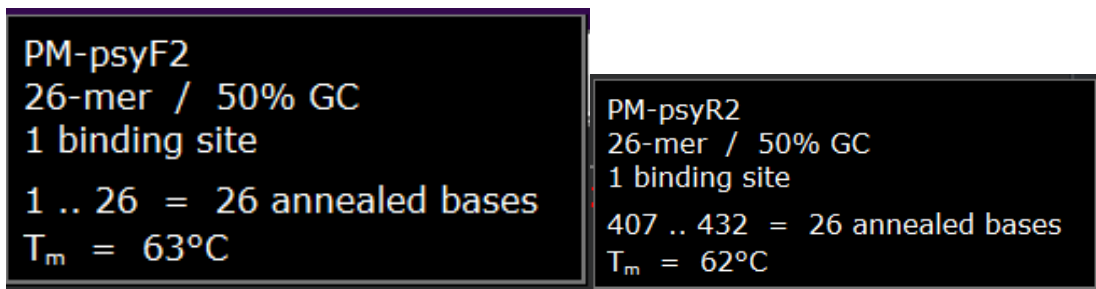 PM-psyF2
26-mer / 50% GC
1 binding site
1 .. 26 = 26 annealed bases
Tₘ = 63°C
PM-psyR2
26-mer / 50% GC
1 binding site
407 .. 432 = 26 annealed bases
Tₘ = 62°C